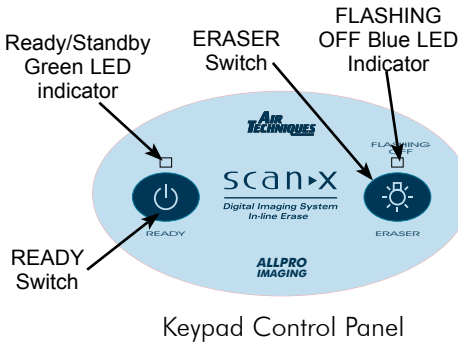 Ready/Standby
Green LED
indicator
ERASER
Switch
FLASHING
OFF Blue LED
Indicator
AIR
TECHNIQUES
FLASHING
OFF
scan x
Digital Imaging System
In-line Erase
READY
ERASER
READY
Switch
ALLPRO
IMAGING
Keypad Control Panel